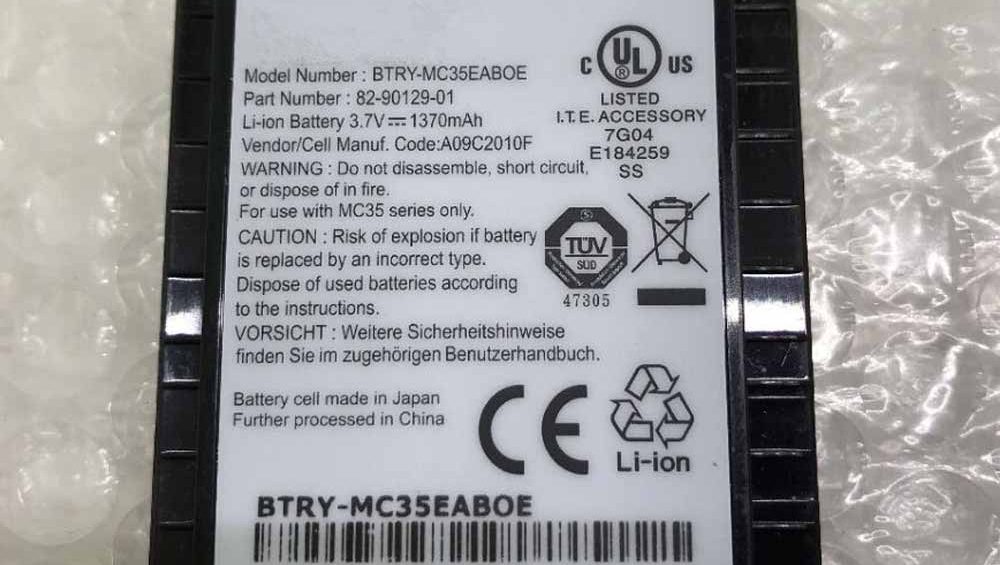 Model Number : BTRY-MC35EABOE
Part Number : 82-90129-01
Li-ion Battery 3.7V ⎓ 1370mAh
Vendor/Cell Manuf. Code:A09C2010F
WARNING : Do not disassemble, short circuit,
or dispose of in fire.
For use with MC35 series only.
CAUTION : Risk of explosion if battery
is replaced by an incorrect type.
Dispose of used batteries according
to the instructions.
VORSICHT : Weitere Sicherheitshinweise
finden Sie im zugehörigen Benutzerhandbuch.
Battery cell made in Japan
Further processed in China
C UL ® US
LISTED
I.T.E. ACCESSORY
7G04
E184259
SS
S
TÜV
SÜD
47305
CE
Li-ion
BTRY-MC35EABOE